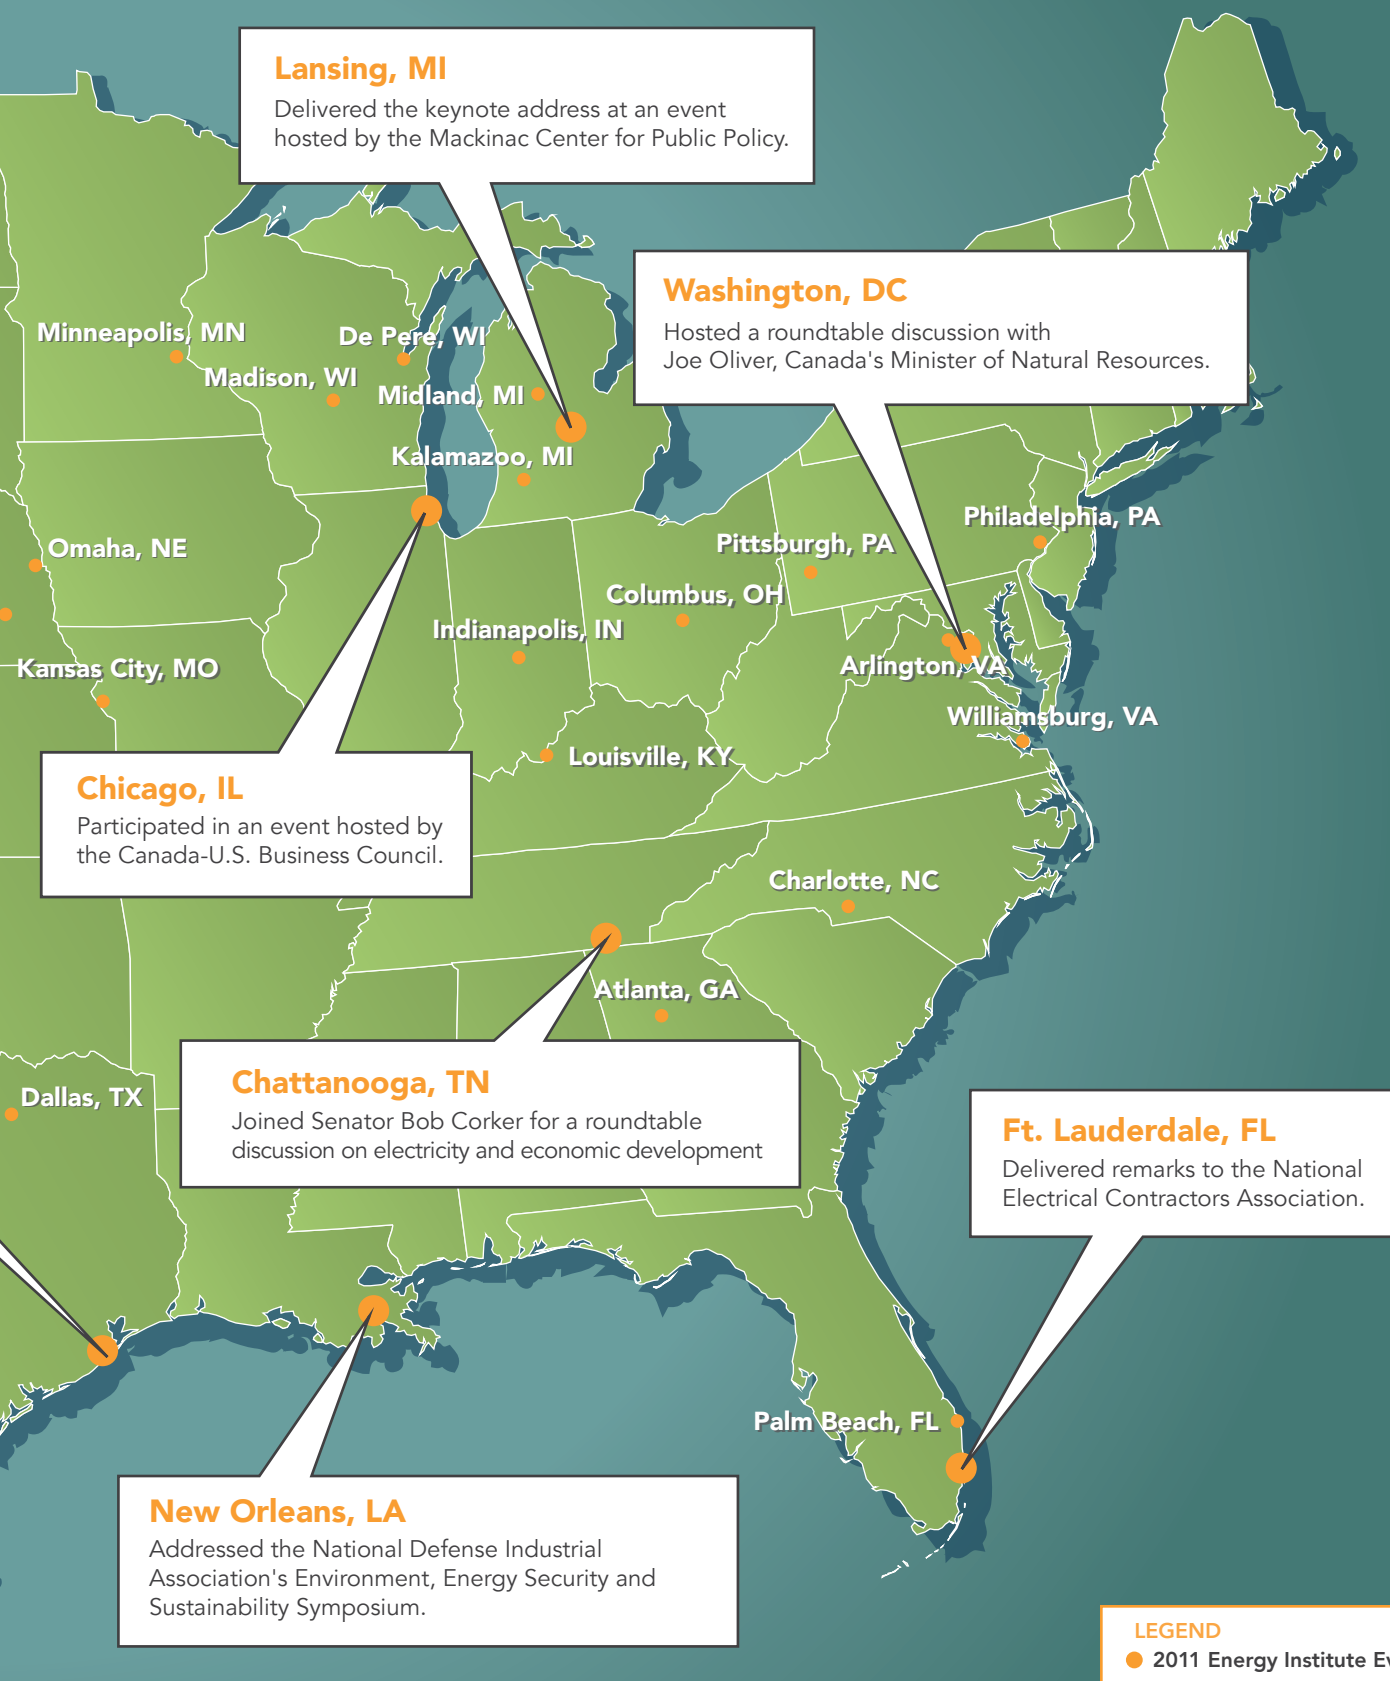 Lansing, MI
Delivered the keynote address at an event
hosted by the Mackinac Center for Public Policy.
Washington, DC
Hosted a roundtable discussion with
Joe Oliver, Canada's Minister of Natural Resources.
Minneapolis, MN
De Pere, WI
Madison, WI
Midland, MI
Kalamazoo, MI
Philadelphia, PA
Pittsburgh, PA
Omaha, NE
Columbus, OH
Indianapolis, IN
Arlington, VA
Kansas City, MO
Williamsburg, VA
Louisville, KY
Chicago, IL
Participated in an event hosted by
the Canada-U.S. Business Council.
Charlotte, NC
Atlanta, GA
Chattanooga, TN
Joined Senator Bob Corker for a roundtable
discussion on electricity and economic development
Dallas, TX
Ft. Lauderdale, FL
Delivered remarks to the National
Electrical Contractors Association.
Palm Beach, FL
New Orleans, LA
Addressed the National Defense Industrial
Association's Environment, Energy Security and
Sustainability Symposium.
LEGEND
2011 Energy Institute